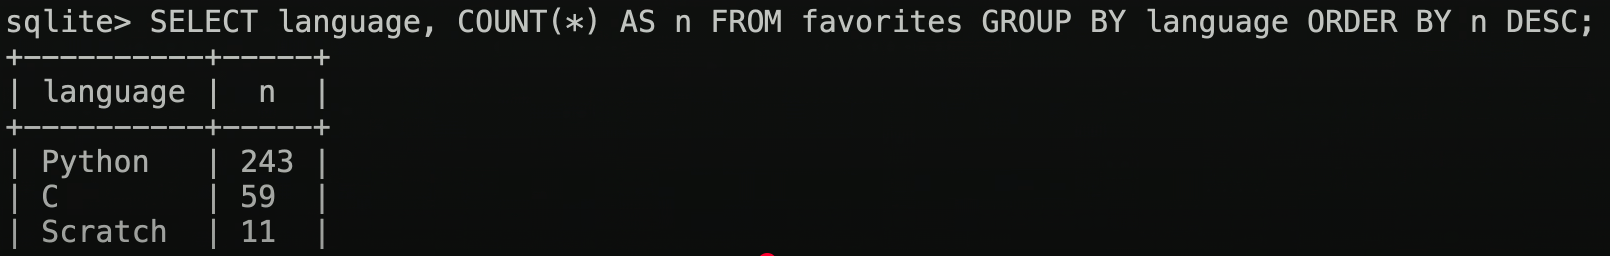 sqlite> SELECT language, COUNT(*) AS n FROM favorites GROUP BY language ORDER BY n DESC;
+----------+-----+
| language |  n  |
+----------+-----+
| Python   | 243 |
| C        | 59  |
| Scratch  | 11  |